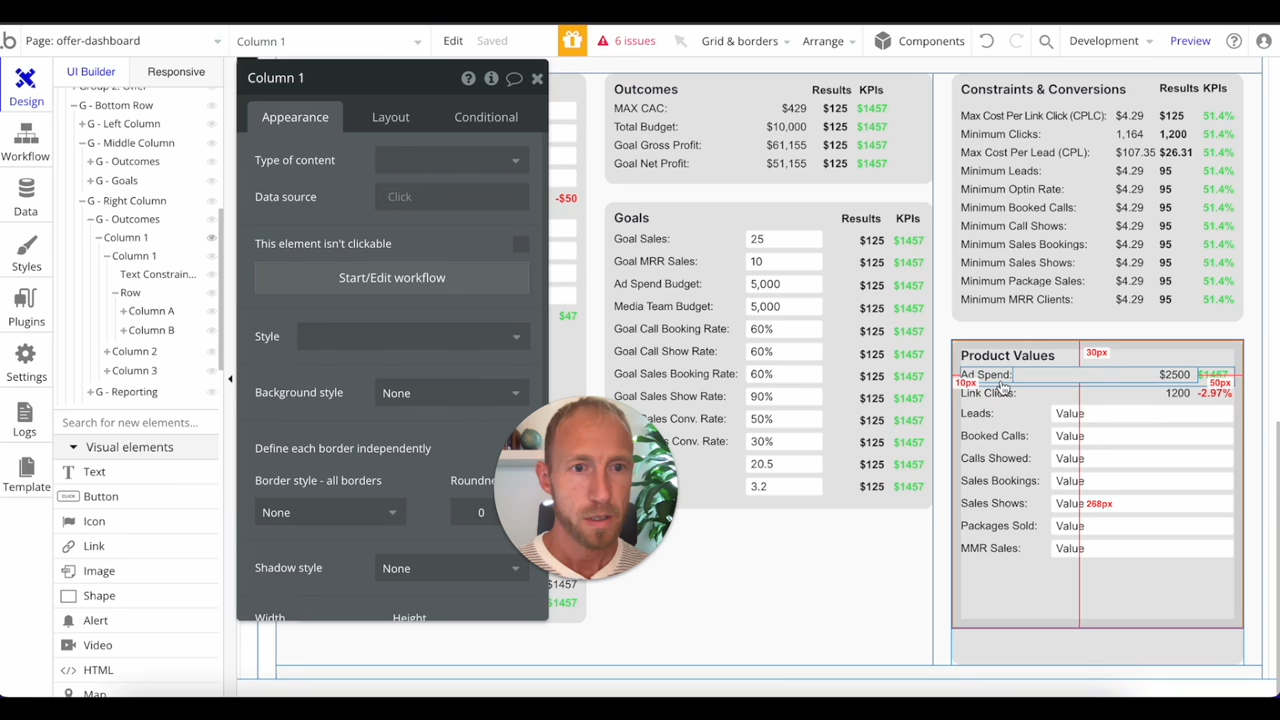 b Page: offer-dashboard Column 1 Edit Saved 6 issues Grid & borders Arrange Components Development Preview
UI Builder Responsive
Design
Workflow
Data
Styles
Plugins
Settings
Logs
Template
Group 2: Offer
G - Bottom Row
G - Left Column
G - Middle Column
G - Outcomes
G - Goals
G - Right Column
G - Outcomes
Column 1
Column 1
Text Constrain...
Row
Column A
Column B
Column 2
Column 3
G - Reporting
Search for new elements...
Visual elements
Text
CLICK Button
Icon
Link
Image
Shape
Alert
Video
</> HTML
Map
Column 1
Appearance Layout Conditional
Type of content
Data source Click
This element isn't clickable
Start/Edit workflow
Style
Background style None
Define each border independently
Border style - all borders
None 0
Shadow style None
Width Height
-$50
$47
$1457
$1457
Outcomes Results KPIs
MAX CAC: $429 $125 $1457
Total Budget: $10,000 $125 $1457
Goal Gross Profit: $61,155 $125 $1457
Goal Net Profit: $51,155 $125 $1457
Goals Results KPIs
Goal Sales: 25 $125 $1457
Goal MRR Sales: 10 $125 $1457
Ad Spend Budget: 5,000 $125 $1457
Media Team Budget: 5,000 $125 $1457
Goal Call Booking Rate: 60% $125 $1457
Goal Call Show Rate: 60% $125 $1457
Goal Sales Booking Rate: 60% $125 $1457
Goal Sales Show Rate: 90% $125 $1457
Sales Conv. Rate: 50% $125 $1457
Conv. Rate: 30% $125 $1457
20.5 $125 $1457
3.2 $125 $1457
Constraints & Conversions Results KPIs
Max Cost Per Link Click (CPLC): $4.29 $125 51.4%
Minimum Clicks: 1,164 1,200 51.4%
Max Cost Per Lead (CPL): $107.35 $26.31 51.4%
Minimum Leads: $4.29 95 51.4%
Minimum Optin Rate: $4.29 95 51.4%
Minimum Booked Calls: $4.29 95 51.4%
Minimum Call Shows: $4.29 95 51.4%
Minimum Sales Bookings: $4.29 95 51.4%
Minimum Sales Shows: $4.29 95 51.4%
Minimum Package Sales: $4.29 95 51.4%
Minimum MRR Clients: $4.29 95 51.4%
Product Values 30px
Ad Spend: $2500 $1457
10px 50px
Link Clicks: 1200 -2.97%
Leads: Value
Booked Calls: Value
Calls Showed: Value
Sales Bookings: Value
Sales Shows: Value 268px
Packages Sold: Value
MMR Sales: Value